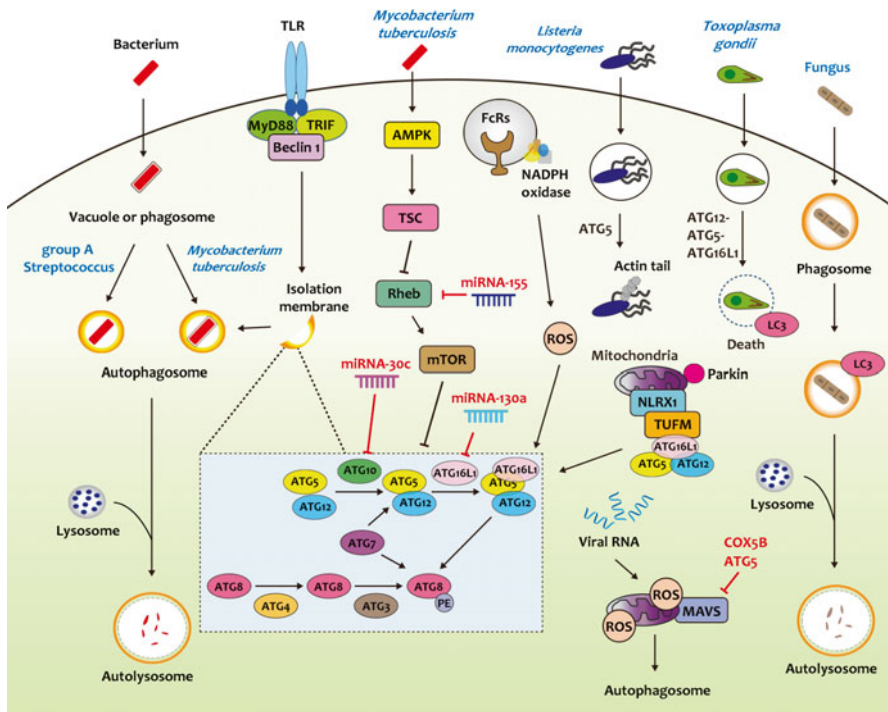 Bacterium
TLR
Mycobacterium
tuberculosis
Listeria
monocytogenes
Toxoplasma
gondii
Fungus
MyD88
TRIF
Beclin 1
AMPK
FcRs
NADPH
oxidase
TSC
Vacuole or phagosome
group A
Streptococcus
Mycobacterium
tuberculosis
ATG5
ATG12-
ATG5-
ATG16L1
Phagosome
Isolation
membrane
Rheb
miRNA-155
Actin tail
LC3
Death
Autophagosome
miRNA-30c
mTOR
ROS
Mitochondria
Parkin
LC3
NLRX1
TUFM
ATG16L1
ATG5
ATG12
miRNA-130a
ATG10
ATG5
ATG12
ATG5
ATG12
ATG16L1
ATG16L1
ATG5
ATG12
ATG7
ATG8
ATG4
ATG8
ATG3
ATG8
PE
Lysosome
Viral RNA
COX5B
ATG5
Lysosome
ROS
MAVS
ROS
Autolysosome
Autophagosome
Autolysosome